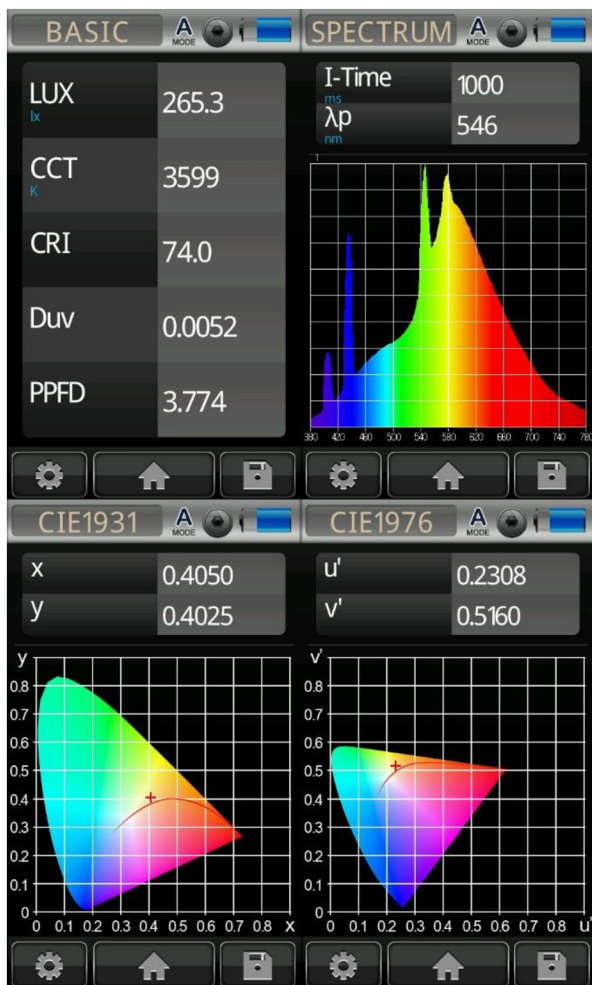 BASIC
A
MODE
LUX
lx
265.3
CCT
K
3599
CRI
74.0
Duv
0.0052
PPFD
3.774
SPECTRUM
A
MODE
I-Time
ms
1000
λp
nm
546
1
380 420 460 500 540 580 620 660 700 740 780
CIE1931
A
MODE
x
0.4050
y
0.4025
y
0.8
0.7
0.6
0.5
0.4
0.3
0.2
0.1
0
0 0.1 0.2 0.3 0.4 0.5 0.6 0.7 0.8 x
CIE1976
A
MODE
u'
0.2308
v'
0.5160
v'
0.8
0.7
0.6
0.5
0.4
0.3
0.2
0.1
0
0 0.1 0.2 0.3 0.4 0.5 0.6 0.7 0.8 u'